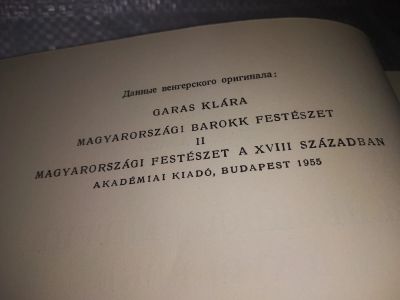 Данные венгерского оригинала:
GARAS KLÁRA
MAGYARORSZÁGI BAROKK FESTÉSZET
II
MAGYARORSZÁGI FESTÉSZET A XVIII SZÁZADBAN
AKADÉMIAI KIADÓ, BUDAPEST 1955